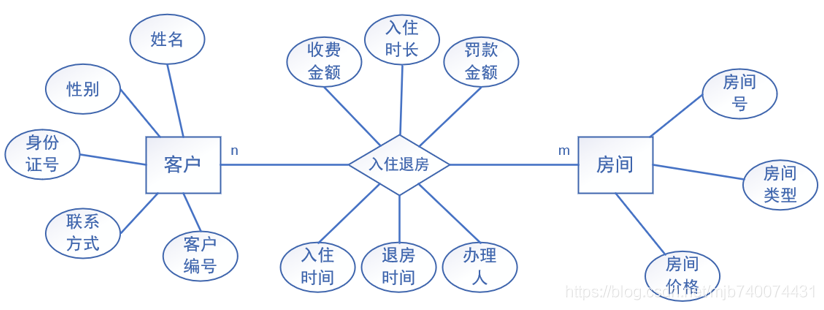 姓名
性别
身份
证号
联系
方式
客户
编号
客户
n
收费
金额
入住
时长
罚款
金额
入住退房
入住
时间
退房
时间
办理
人
m
房间
房间
号
房间
类型
房间
价格
https://blog.csdn.net/mjb740074431